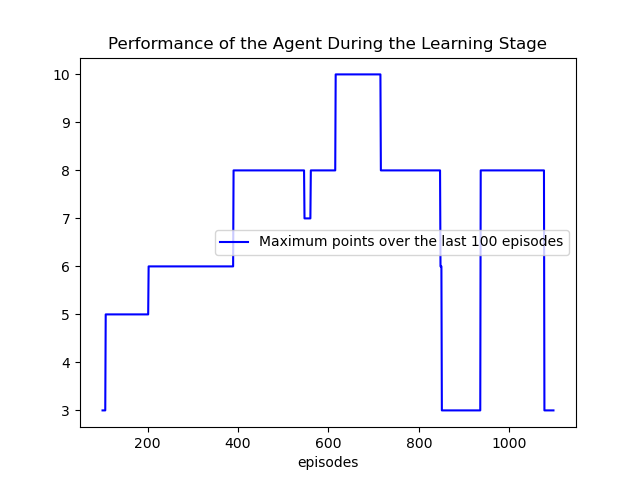 Performance of the Agent During the Learning Stage
10
9
8
7
6
5
4
3
Maximum points over the last 100 episodes
200 400 600 800 1000
episodes